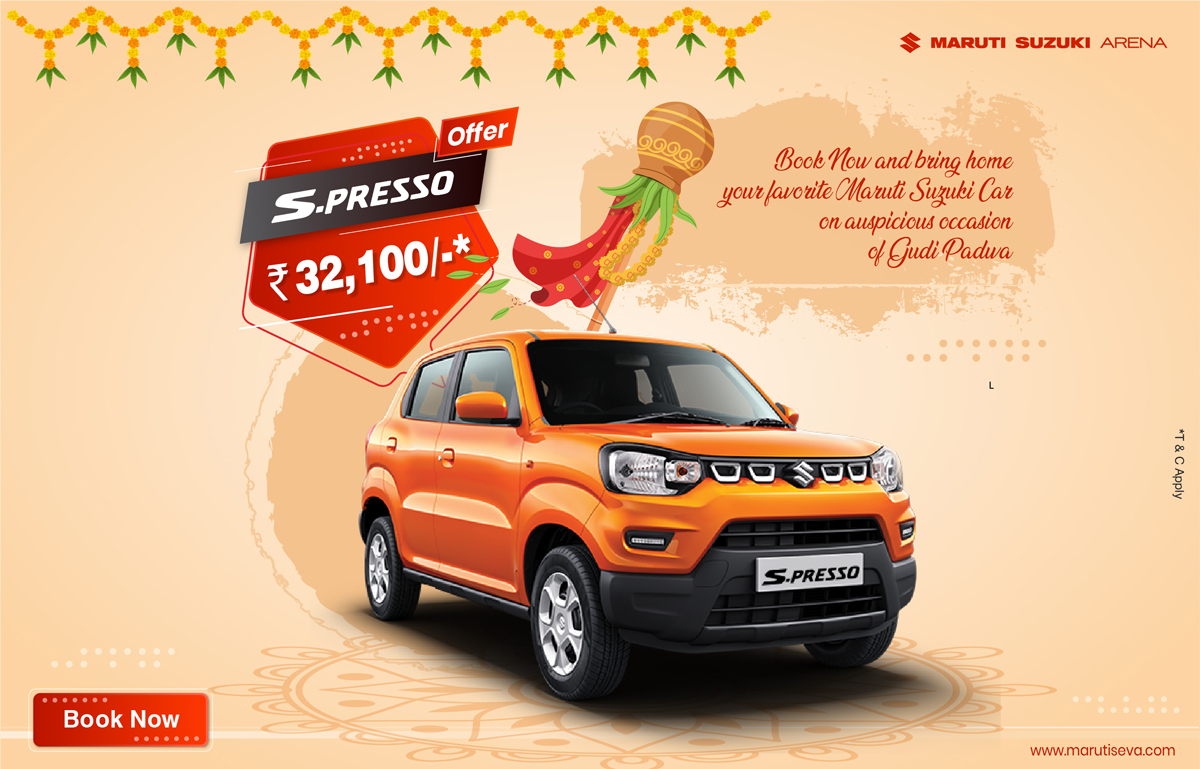 MARUTI SUZUKI ARENA
Offer
S-PRESSO
₹ 32,100/-*
Book Now and bring home
your favorite Maruti Suzuki Car
on auspicious occasion
of Gudi Padwa
L
*T & C Apply
S-PRESSO
Book Now
www.marutiseva.com